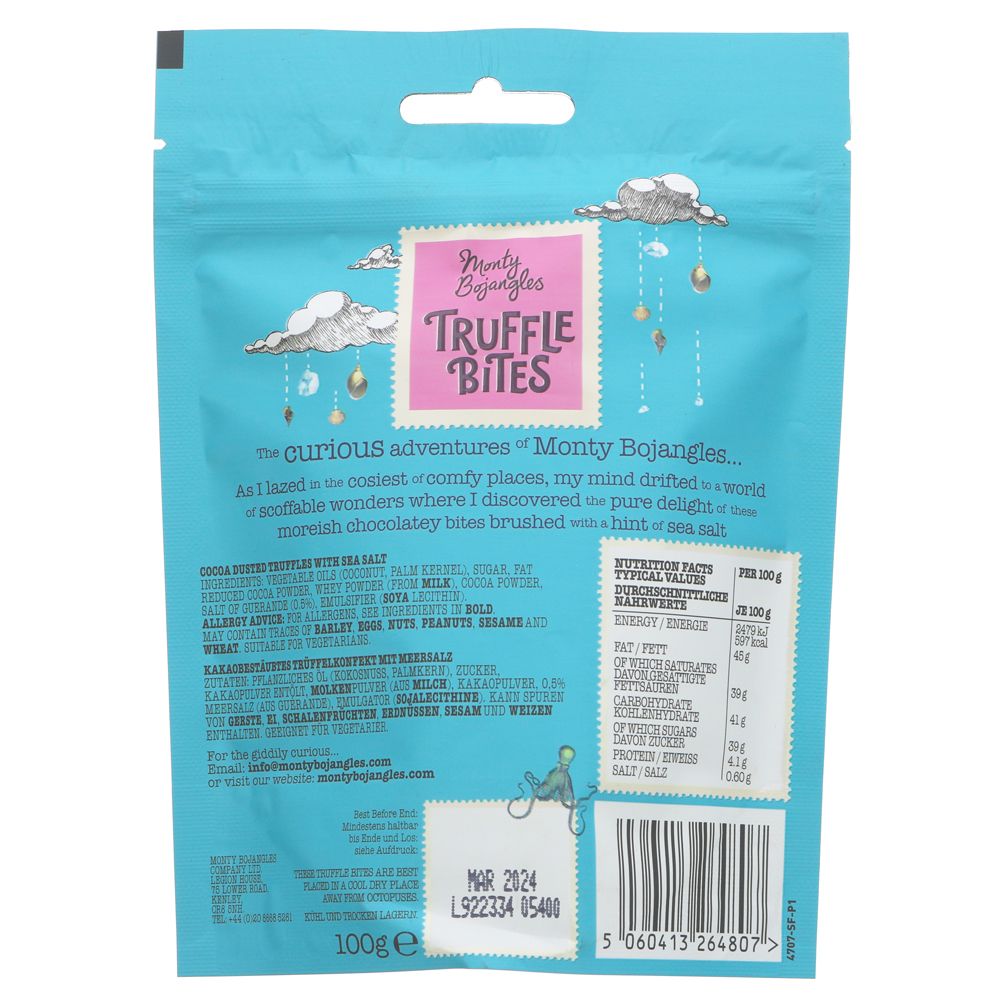 Monty
Bojangles
TRUFFLE
BITES
The curious adventures of Monty Bojangles...
As I lazed in the cosiest of comfy places, my mind drifted to a world
of scoffable wonders where I discovered the pure delight of these
moreish chocolatey bites brushed with a hint of sea salt
COCOA DUSTED TRUFFLES WITH SEA SALT
INGREDIENTS: VEGETABLE OILS (COCONUT, PALM KERNEL), SUGAR, FAT
REDUCED COCOA POWDER, WHEY POWDER (FROM MILK), COCOA POWDER,
SALT OF GUERANDE (0.5%), EMULSIFIER (SOYA LECITHIN).
ALLERGY ADVICE: FOR ALLERGENS, SEE INGREDIENTS IN BOLD.
MAY CONTAIN TRACES OF BARLEY, EGGS, NUTS, PEANUTS, SESAME AND
WHEAT. SUITABLE FOR VEGETARIANS.
KAKAOBESTÄUBTES TRÜFFELKONFEKT MIT MEERSALZ
ZUTATEN: PFLANZLICHES ÖL (KOKOSNUSS, PALMKERN), ZUCKER,
KAKAOPULVER ENTÖLT, MOLKENPULVER (AUS MILCH), KAKAOPULVER, 0,5%
MEERSALZ (AUS GUERANDE), EMULGATOR (SOJALECITHINE). KANN SPUREN
VON GERSTE, EI, SCHALENFRÜCHTEN, ERDNÜSSEN, SESAM UND WEIZEN
ENTHALTEN. GEEIGNET FÜR VEGETARIER.
For the giddily curious...
Email: info@montybojangles.com
or visit our website: montybojangles.com
NUTRITION FACTS
TYPICAL VALUES PER 100 g
DURCHSCHNITTLICHE
NÄHRWERTE JE 100 g
ENERGY / ENERGIE 2479 kJ
597 kcal
FAT / FETT 45 g
OF WHICH SATURATES
DAVON GESÄTTIGTE
FETTSÄUREN 39 g
CARBOHYDRATE
KOHLENHYDRATE 41 g
OF WHICH SUGARS
DAVON ZUCKER 39 g
PROTEIN / EIWEISS 4.1 g
SALT / SALZ 0.60 g
Best Before End:
Mindestens haltbar
bis Ende und Los:
siehe Aufdruck:
MONTY BOJANGLES
COMPANY LTD,
LEGION HOUSE,
75 LOWER ROAD,
KENLEY,
CR8 5NH.
TEL: +44 (0)20 8668 5261
THESE TRUFFLE BITES ARE BEST
PLACED IN A COOL DRY PLACE
AWAY FROM OCTOPUSES.
KÜHL UND TROCKEN LAGERN.
100g e
MAR 2024
L922334 05400
5 060413 264807 >
4707-SF-P1